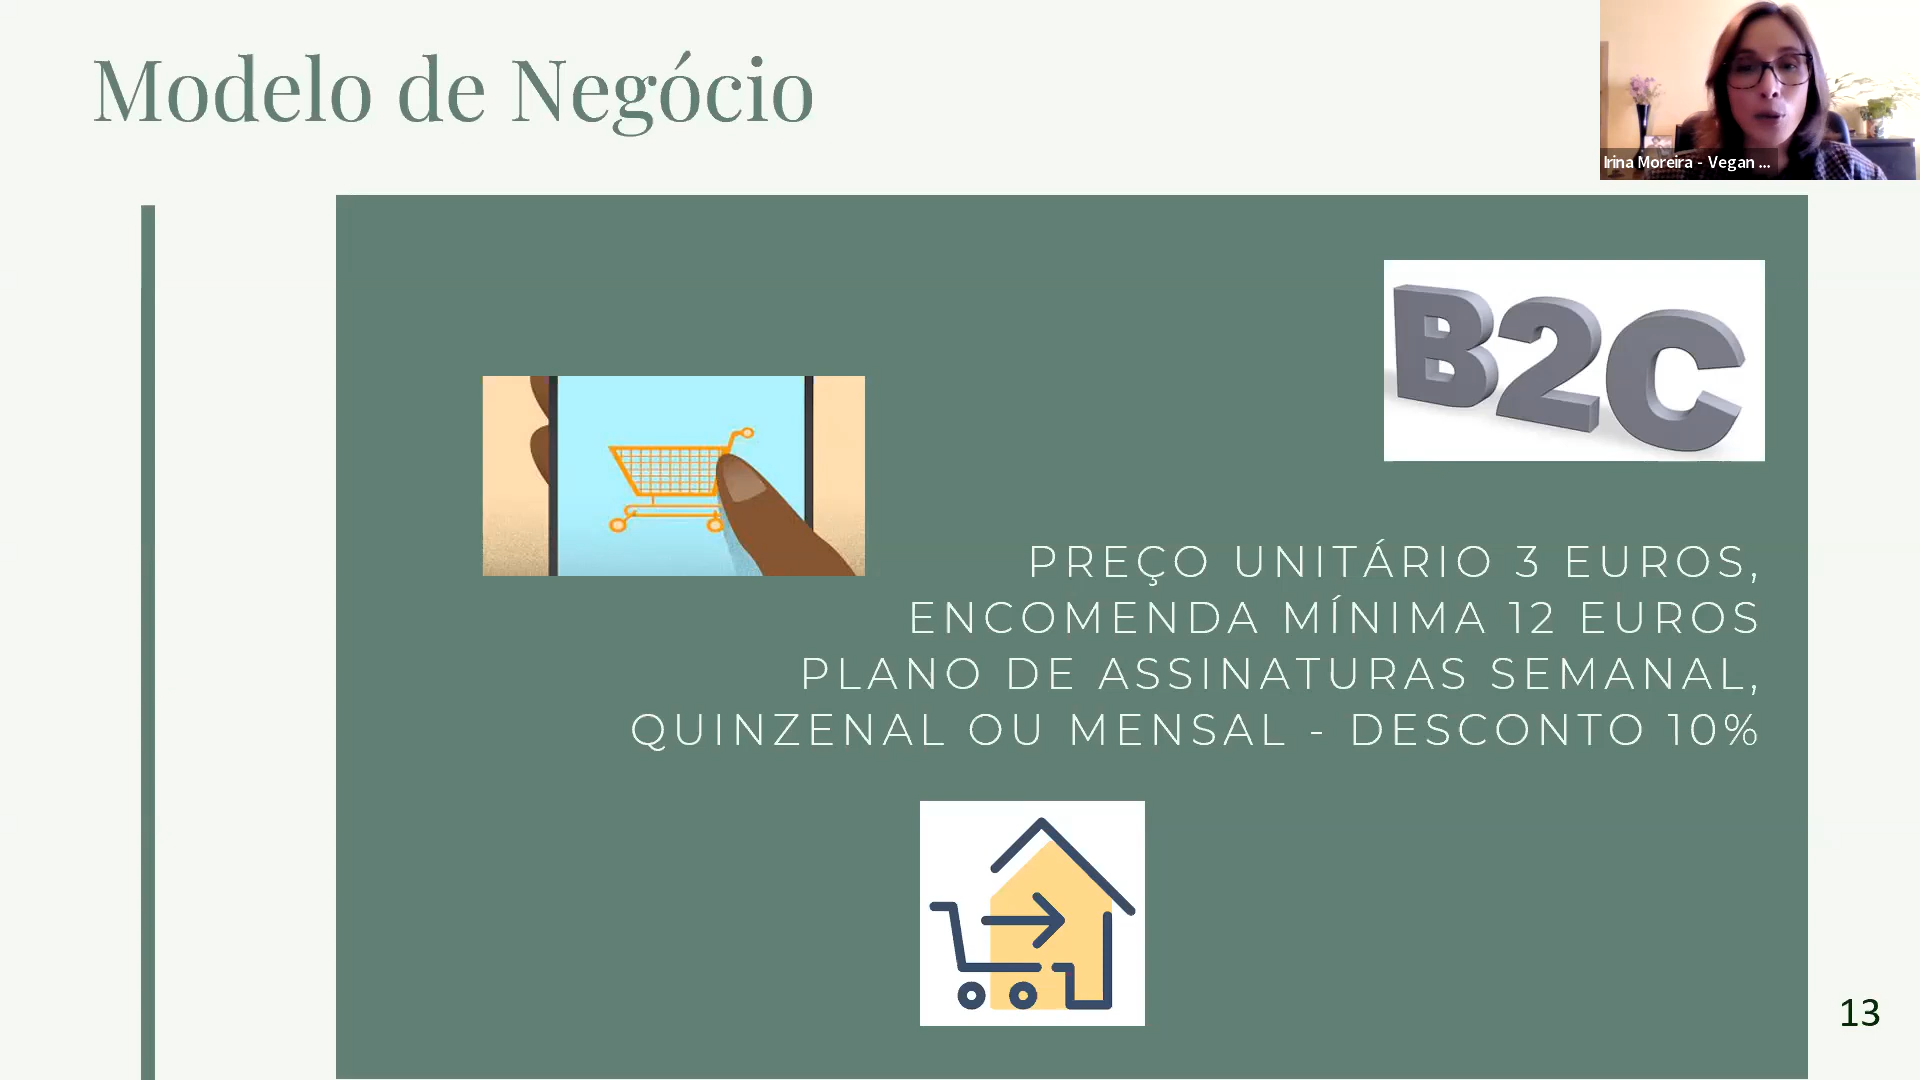 Modelo de Negócio
Irina Moreira - Vegan ...
B2C
PREÇO UNITÁRIO 3 EUROS,
ENCOMENDA MÍNIMA 12 EUROS
PLANO DE ASSINATURAS SEMANAL,
QUINZENAL OU MENSAL - DESCONTO 10%
13